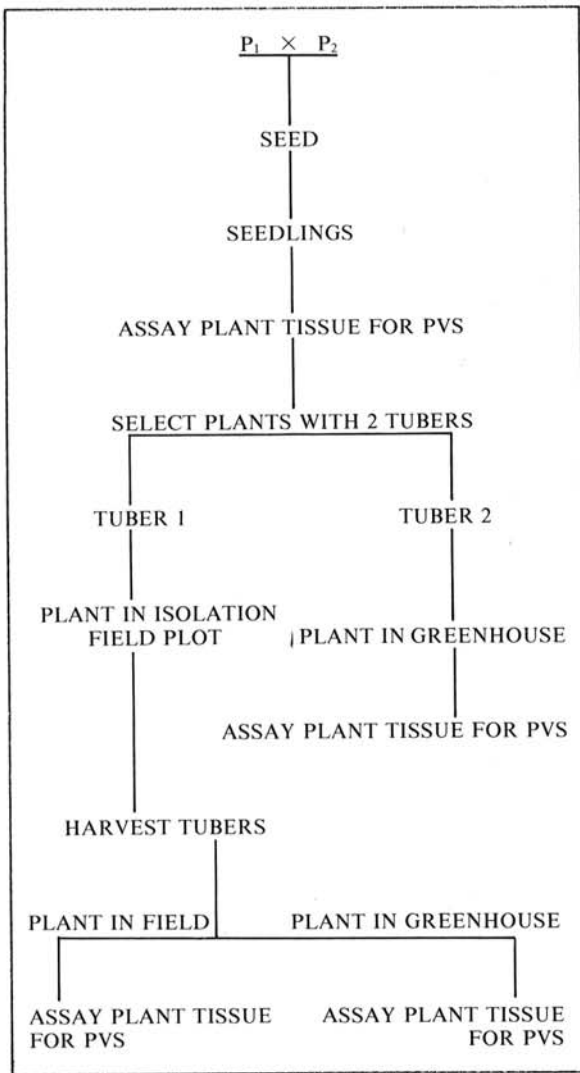 P₁ × P₂
SEED
SEEDLINGS
ASSAY PLANT TISSUE FOR PVS
SELECT PLANTS WITH 2 TUBERS
TUBER 1
TUBER 2
PLANT IN ISOLATION
FIELD PLOT
PLANT IN GREENHOUSE
ASSAY PLANT TISSUE FOR PVS
HARVEST TUBERS
PLANT IN FIELD
PLANT IN GREENHOUSE
ASSAY PLANT TISSUE
FOR PVS
ASSAY PLANT TISSUE
FOR PVS